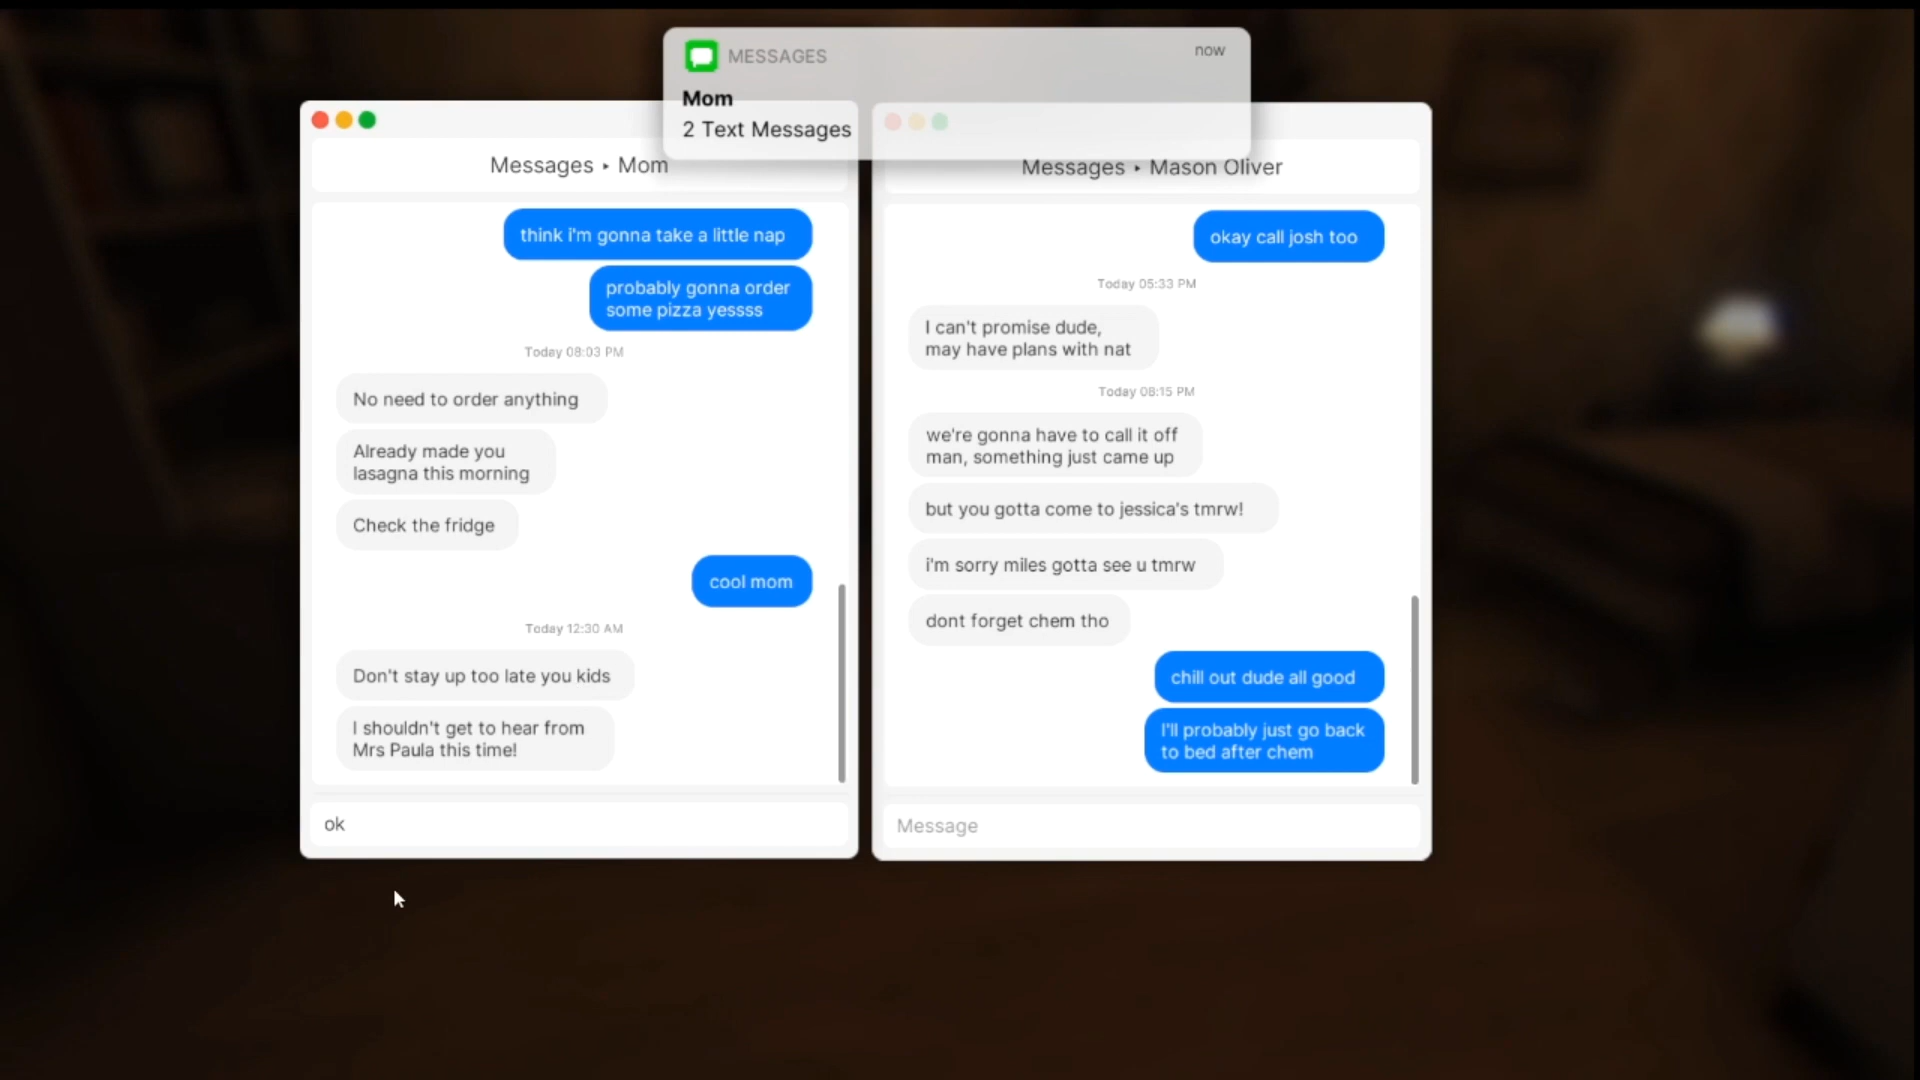 MESSAGES
now
Mom
2 Text Messages
Messages ‣ Mom
think i'm gonna take a little nap
probably gonna order
some pizza yessss
Today 08:03 PM
No need to order anything
Already made you
lasagna this morning
Check the fridge
cool mom
Today 12:30 AM
Don't stay up too late you kids
I shouldn't get to hear from
Mrs Paula this time!
ok
Messages ‣ Mason Oliver
okay call josh too
Today 05:33 PM
I can't promise dude,
may have plans with nat
Today 08:15 PM
we're gonna have to call it off
man, something just came up
but you gotta come to jessica's tmrw!
i'm sorry miles gotta see u tmrw
dont forget chem tho
chill out dude all good
I'll probably just go back
to bed after chem
Message